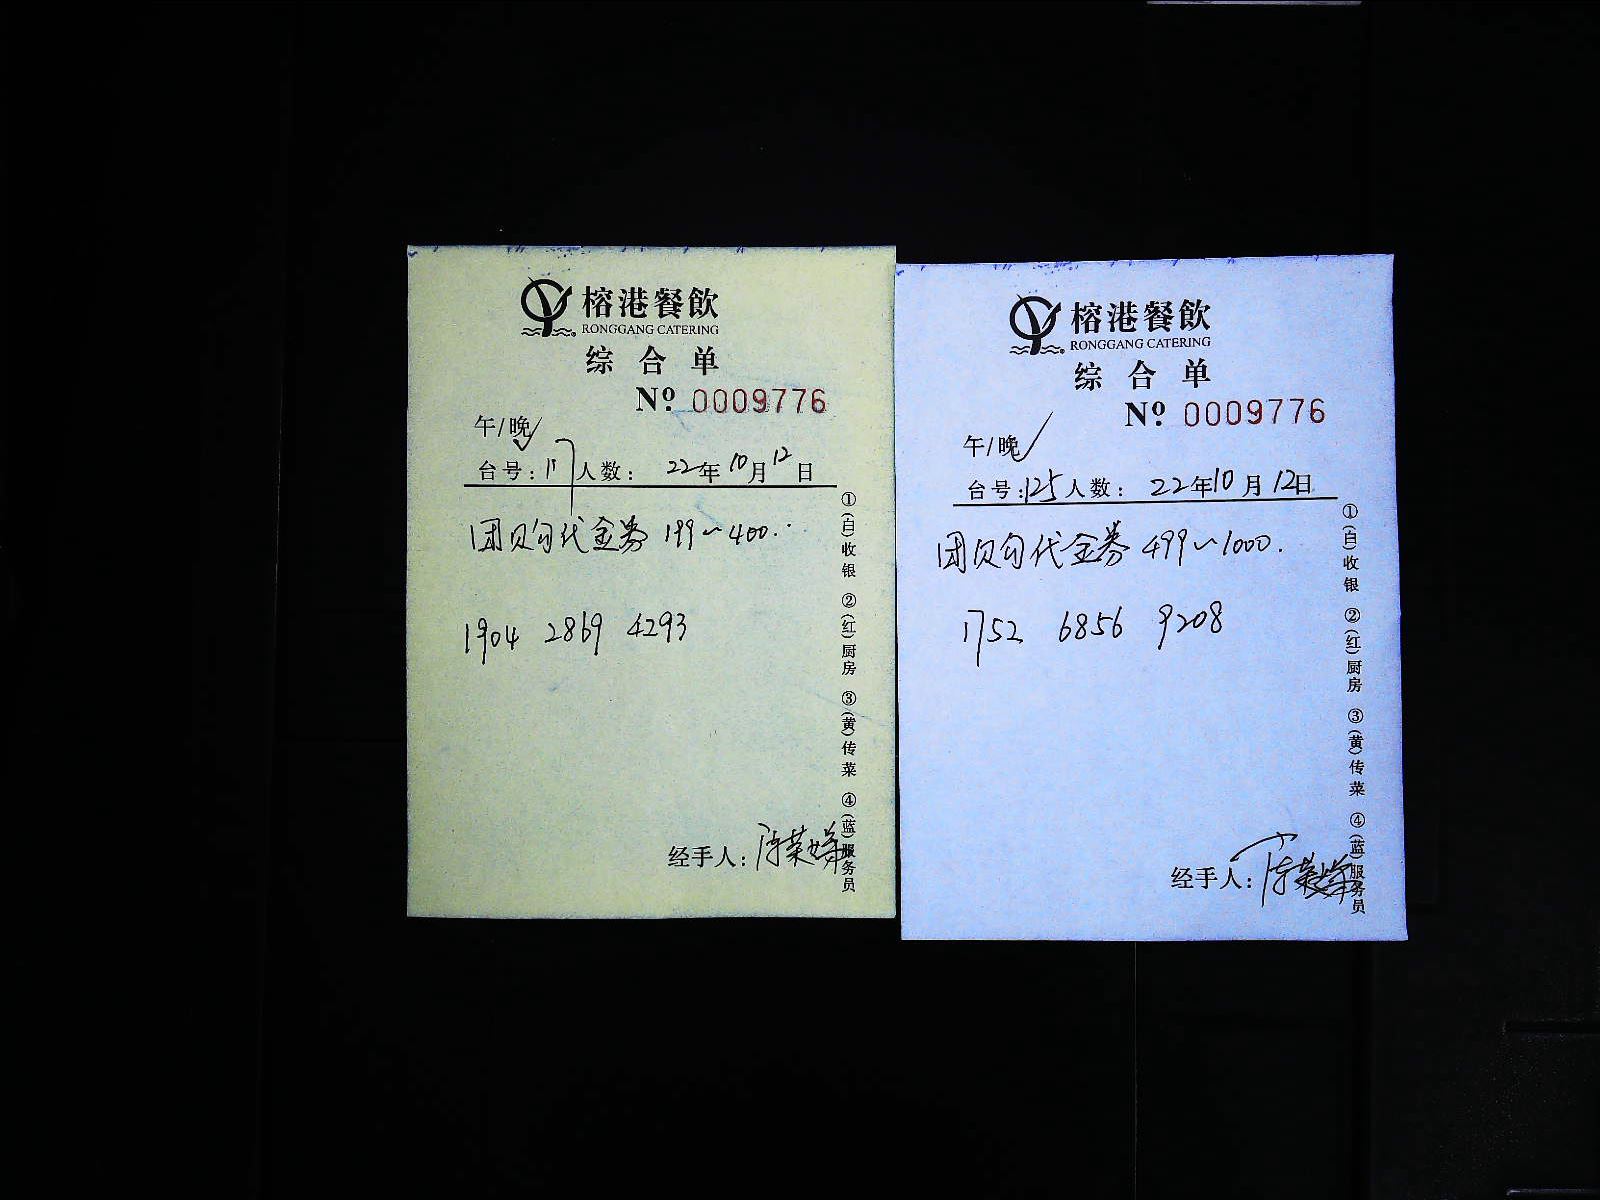 榕港餐飲
RONGGANG CATERING
综合单
Nº 0009776
午/晚
台号: 117 人数: 22年10月12日
团购代金券 199~400.
1904 2869 4293
经手人:
①(白)收银 ②(红)厨房 ③(黄)传菜 ④(蓝)服务员
榕港餐飲
RONGGANG CATERING
综合单
Nº 0009776
午/晚
台号: 125 人数: 22年10月12日
团购代金券 499~1000.
1752 6856 9208
经手人:
①(白)收银 ②(红)厨房 ③(黄)传菜 ④(蓝)服务员